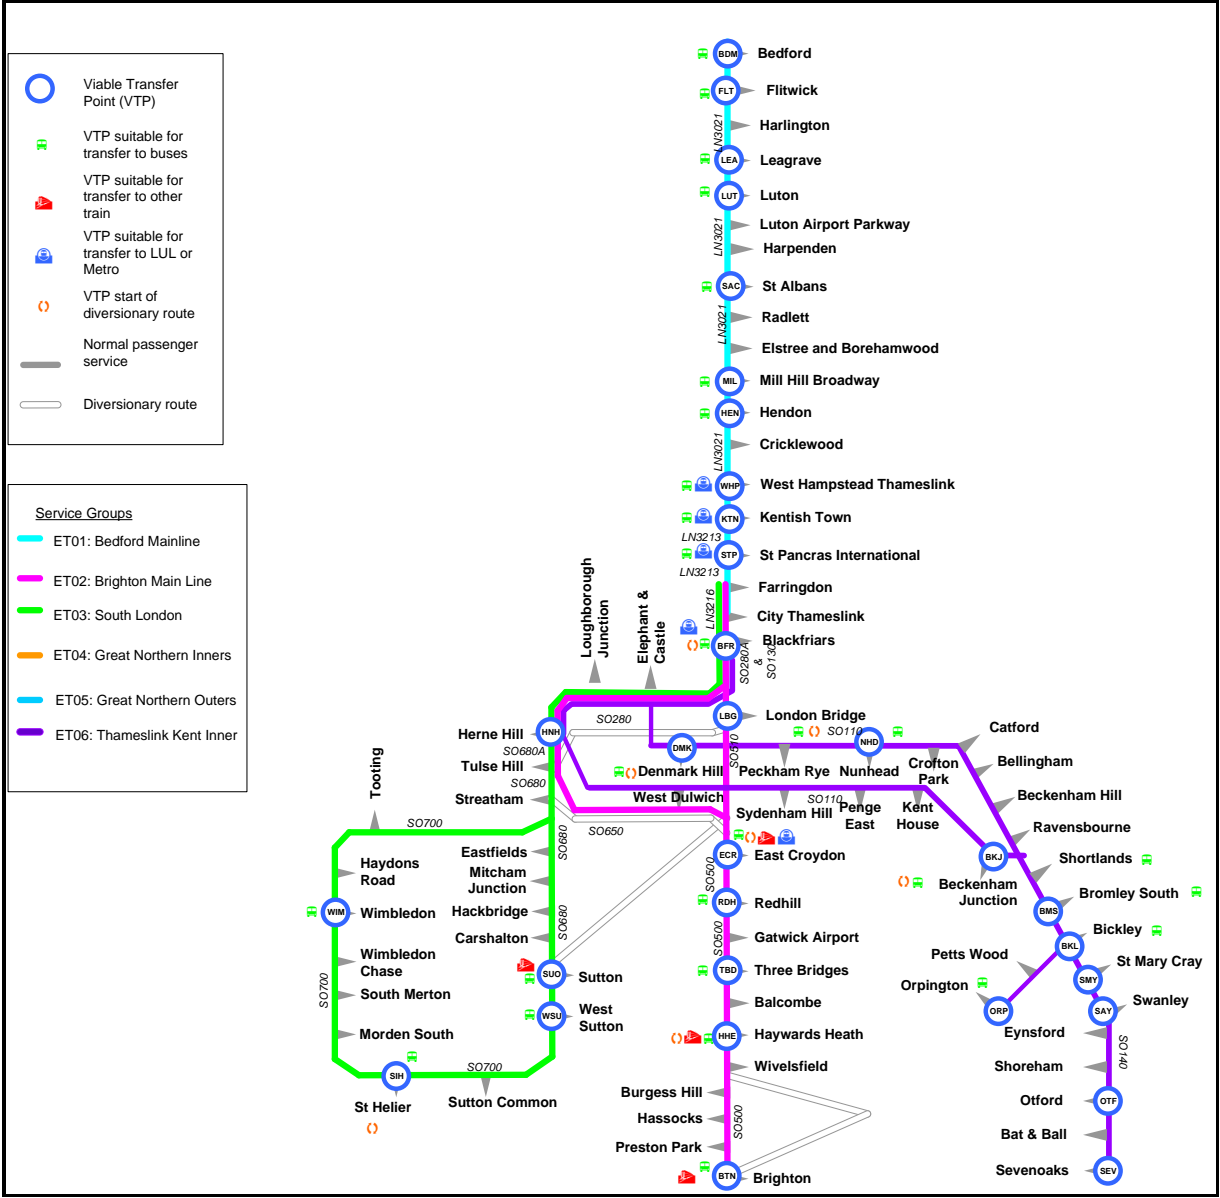 Viable Transfer
Point (VTP)
VTP suitable for
transfer to buses
VTP suitable for
transfer to other
train
VTP suitable for
transfer to LUL or
Metro
VTP start of
diversionary route
Normal passenger
service
Diversionary route
Service Groups
ET01: Bedford Mainline
ET02: Brighton Main Line
ET03: South London
ET04: Great Northern Inners
ET05: Great Northern Outers
ET06: Thameslink Kent Inner
BDM
Bedford
FLT
Flitwick
LN3021
Harlington
LEA
Leagrave
LUT
Luton
LN3021
Luton Airport Parkway
Harpenden
SAC
St Albans
LN3021
Radlett
Elstree and Borehamwood
MIL
Mill Hill Broadway
HEN
Hendon
LN3021
Cricklewood
WHP
West Hampstead Thameslink
KTN
Kentish Town
LN3213
STP
St Pancras International
LN3213
Farringdon
LN3216
City Thameslink
BFR
Blackfriars
SO280A
&
SO130
Loughborough
Junction
Elephant &
Castle
SO280
LBG
London Bridge
SO510
Herne Hill
HNH
SO680A
Tulse Hill
SO680
Streatham
DMK
Denmark Hill
Peckham Rye
SO110
NHD
Nunhead
Crofton
Park
Catford
Bellingham
Beckenham Hill
Ravensbourne
Shortlands
Bromley South
Bickley
St Mary Cray
Swanley
West Dulwich
Sydenham Hill
SO110
Penge
East
Kent
House
BKJ
Beckenham
Junction
BMS
BKL
SMY
SAY
Petts Wood
Orpington
ORP
Eynsford
SO140
Shoreham
Otford
OTF
Bat & Ball
Sevenoaks
SEV
SO650
Tooting
SO700
SO680
Haydons
Road
WIM
Wimbledon
Wimbledon
Chase
SO700
South Merton
Morden South
SIH
St Helier
SO700
Sutton Common
Eastfields
Mitcham
Junction
Hackbridge
SO680
Carshalton
SUO
Sutton
WSU
West
Sutton
ECR
East Croydon
SO500
RDH
Redhill
SO500
Gatwick Airport
TBD
Three Bridges
Balcombe
HHE
Haywards Heath
Wivelsfield
Burgess Hill
Hassocks
SO500
Preston Park
BTN
Brighton